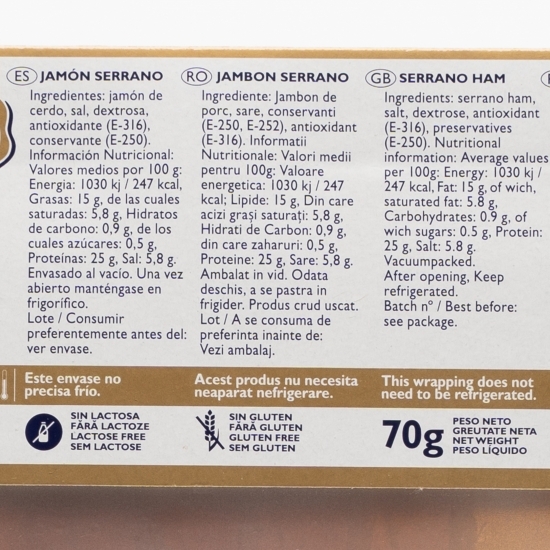 ES JAMÓN SERRANO
Ingredientes: jamón de
cerdo, sal, dextrosa,
antioxidante (E-316),
conservante (E-250).
Información Nutricional:
Valores medios por 100 g:
Energia: 1030 kj / 247 kcal,
Grasas: 15 g, de las cuales
saturadas: 5,8 g, Hidratos
de carbono: 0,9 g, de los
cuales azúcares: 0,5 g,
Proteínas: 25 g, Sal: 5,8 g.
Envasado al vacío. Una vez
abierto manténgase en
frigorífico.
Lote / Consumir
preferentemente antes del:
ver envase.
RO JAMBON SERRANO
Ingrediente: Jambon de
porc, sare, conservanti
(E-250, E-252), antioxidant
(E-316). Informatii
Nutritionale: Valori medii
pentru 100g: Valoare
energetica: 1030 kj / 247
kcal; Lipide: 15 g, Din care
acizi grași saturați: 5,8 g,
Hidrati de Carbon: 0,9 g,
din care zaharuri: 0,5 g,
Proteine: 25 g, Sare: 5,8 g.
Ambalat in vid. Odata
deschis, a se pastra in
frigider. Produs crud uscat.
Lot / A se consuma de
preferinta inainte de:
Vezi ambalaj.
GB SERRANO HAM
Ingredients: serrano ham,
salt, dextrose, antioxidant
(E-316), preservatives
(E-250). Nutritional
information: Average values
per 100g: Energy: 1030 kj /
247 kcal, Fat: 15 g, of wich,
saturated fat: 5.8 g,
Carbohydrates: 0.9 g, of
wich sugars: 0.5 g, Protein:
25 g, Salt: 5.8 g.
Vacuumpacked.
After opening, Keep
refrigerated.
Batch nº / Best before:
see package.
Este envase no
precisa frío.
Acest produs nu necesita
neaparat nefrigerare.
This wrapping does not
need to be refrigerated.
SIN LACTOSA
FĂRĂ LACTOZE
LACTOSE FREE
SEM LACTOSE
SIN GLUTEN
FĂRĂ GLUTEN
GLUTEN FREE
SEM GLUTEN
70g
PESO NETO
GREUTATE NETA
NET WEIGHT
PESO LÍQUIDO